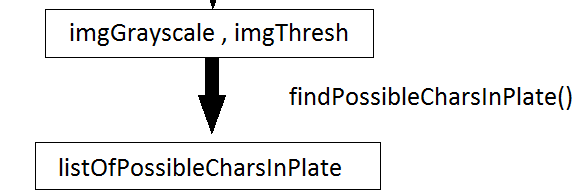 imgGrayscale , imgThresh
findPossibleCharsInPlate()
listOfPossibleCharsInPlate